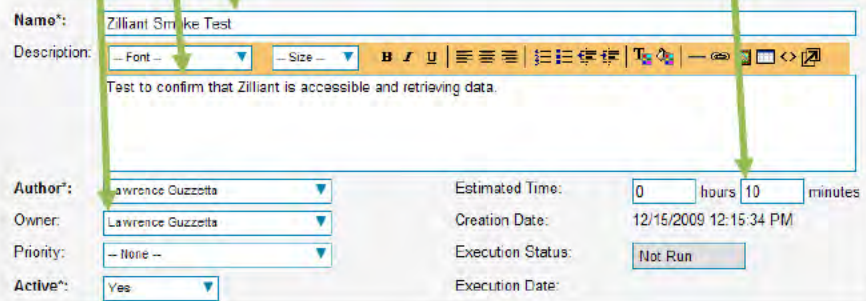 Name*: Zilliant Smoke Test
Description: -- Font -- -- Size -- B I U
Test to confirm that Zilliant is accessible and retrieving data.
Author*: Lawrence Guzzetta Estimated Time: 0 hours 10 minutes
Owner: Lawrence Guzzetta Creation Date: 12/15/2009 12:15:34 PM
Priority: -- None -- Execution Status: Not Run
Active*: Yes Execution Date: